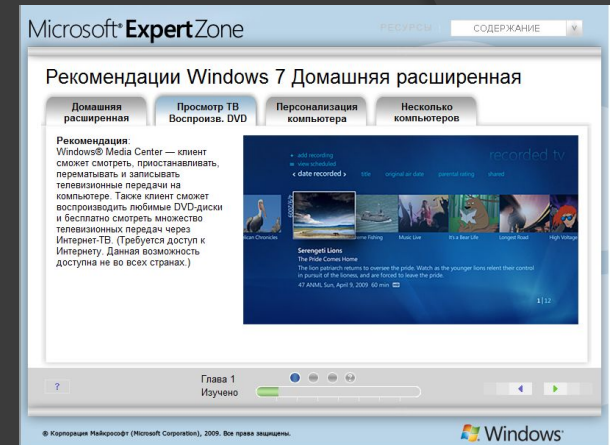 Microsoft® ExpertZone
РЕСУРСЫ
СОДЕРЖАНИЕ
Рекомендации Windows 7 Домашняя расширенная
Домашняя
расширенная
Просмотр ТВ
Воспроизв. DVD
Персонализация
компьютера
Несколько
компьютеров
Рекомендация:
Windows® Media Center — клиент
сможет смотреть, приостанавливать,
перематывать и записывать
телевизионные передачи на
компьютере. Также клиент сможет
воспроизводить любимые DVD-диски
и бесплатно смотреть множество
телевизионных передач через
Интернет-ТВ. (Требуется доступ к
Интернету. Данная возможность
доступна не во всех странах.)
recorded tv
+ add recording
view scheduled
‹ date recorded › title original air date parental rating shared
4/9/2009
Chronicles
Fishing
Music Live
It's a Bear Life
Longest Road
High Voltage
Serengeti Lions
The Pride Comes Home
The lion patriarch returns to oversee the pride. Watch as the younger lions relent their control
in pursuit of the lioness, and are forced to leave the pride.
47 ANML, Sun, April 9, 2009 60 min HD
1 | 12
?
Глава 1
Изучено
® Корпорация Майкрософт (Microsoft Corporation), 2009. Все права защищены.
Windows®